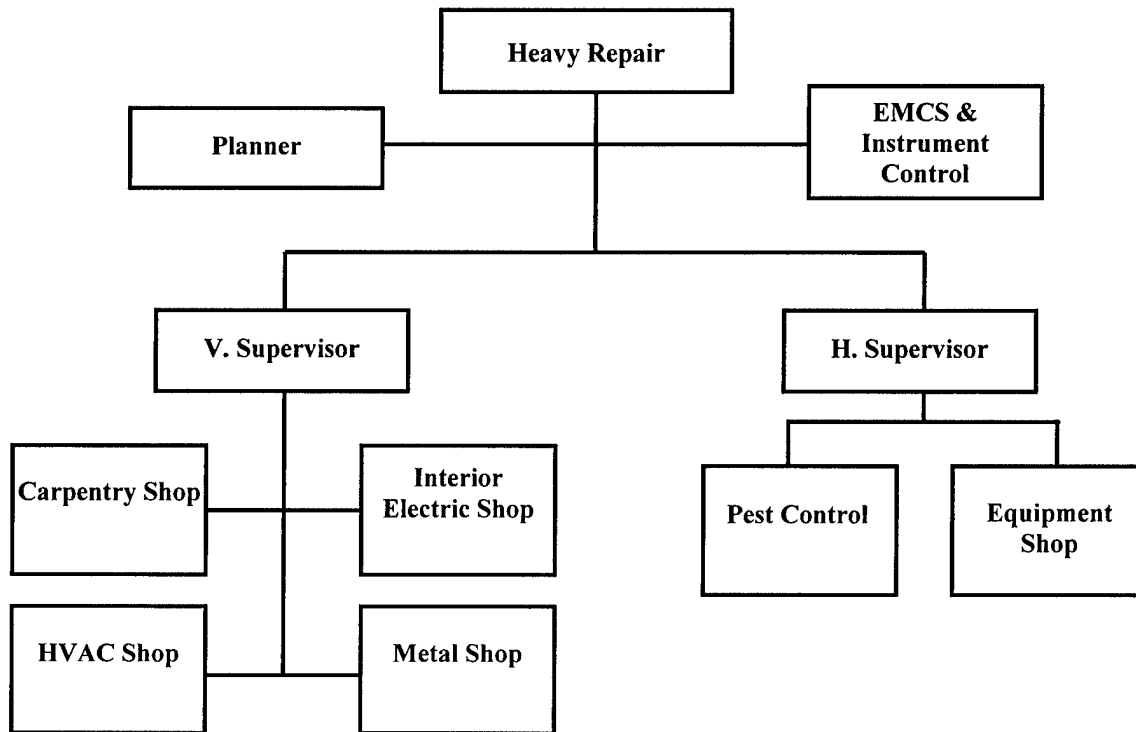 Heavy Repair
Planner
EMCS &
Instrument
Control
V. Supervisor
H. Supervisor
Carpentry Shop
Interior
Electric Shop
Pest Control
Equipment
Shop
HVAC Shop
Metal Shop